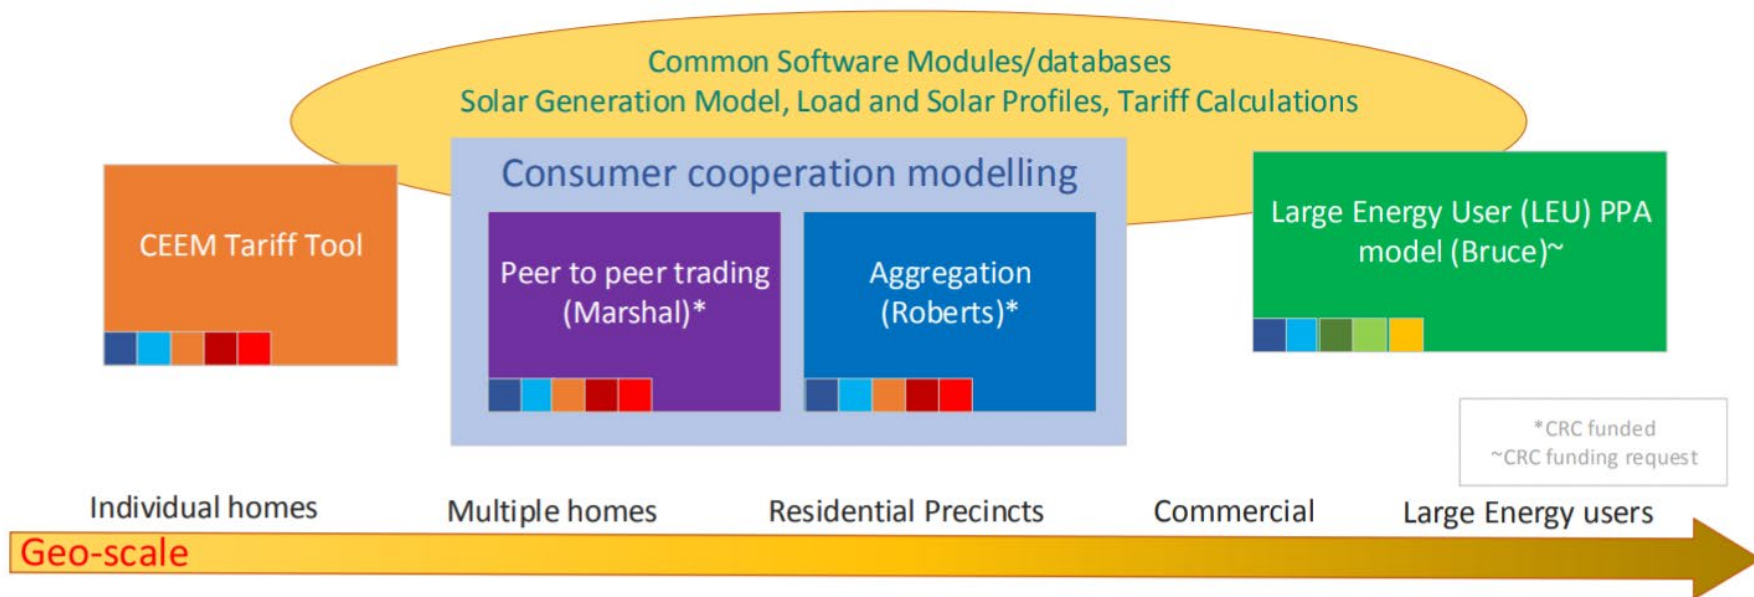 Common Software Modules/databases
Solar Generation Model, Load and Solar Profiles, Tariff Calculations
Consumer cooperation modelling
CEEM Tariff Tool
Peer to peer trading
(Marshal)*
Aggregation
(Roberts)*
Large Energy User (LEU) PPA
model (Bruce)~
*CRC funded
~CRC funding request
Individual homes
Multiple homes
Residential Precincts
Commercial
Large Energy users
Geo-scale